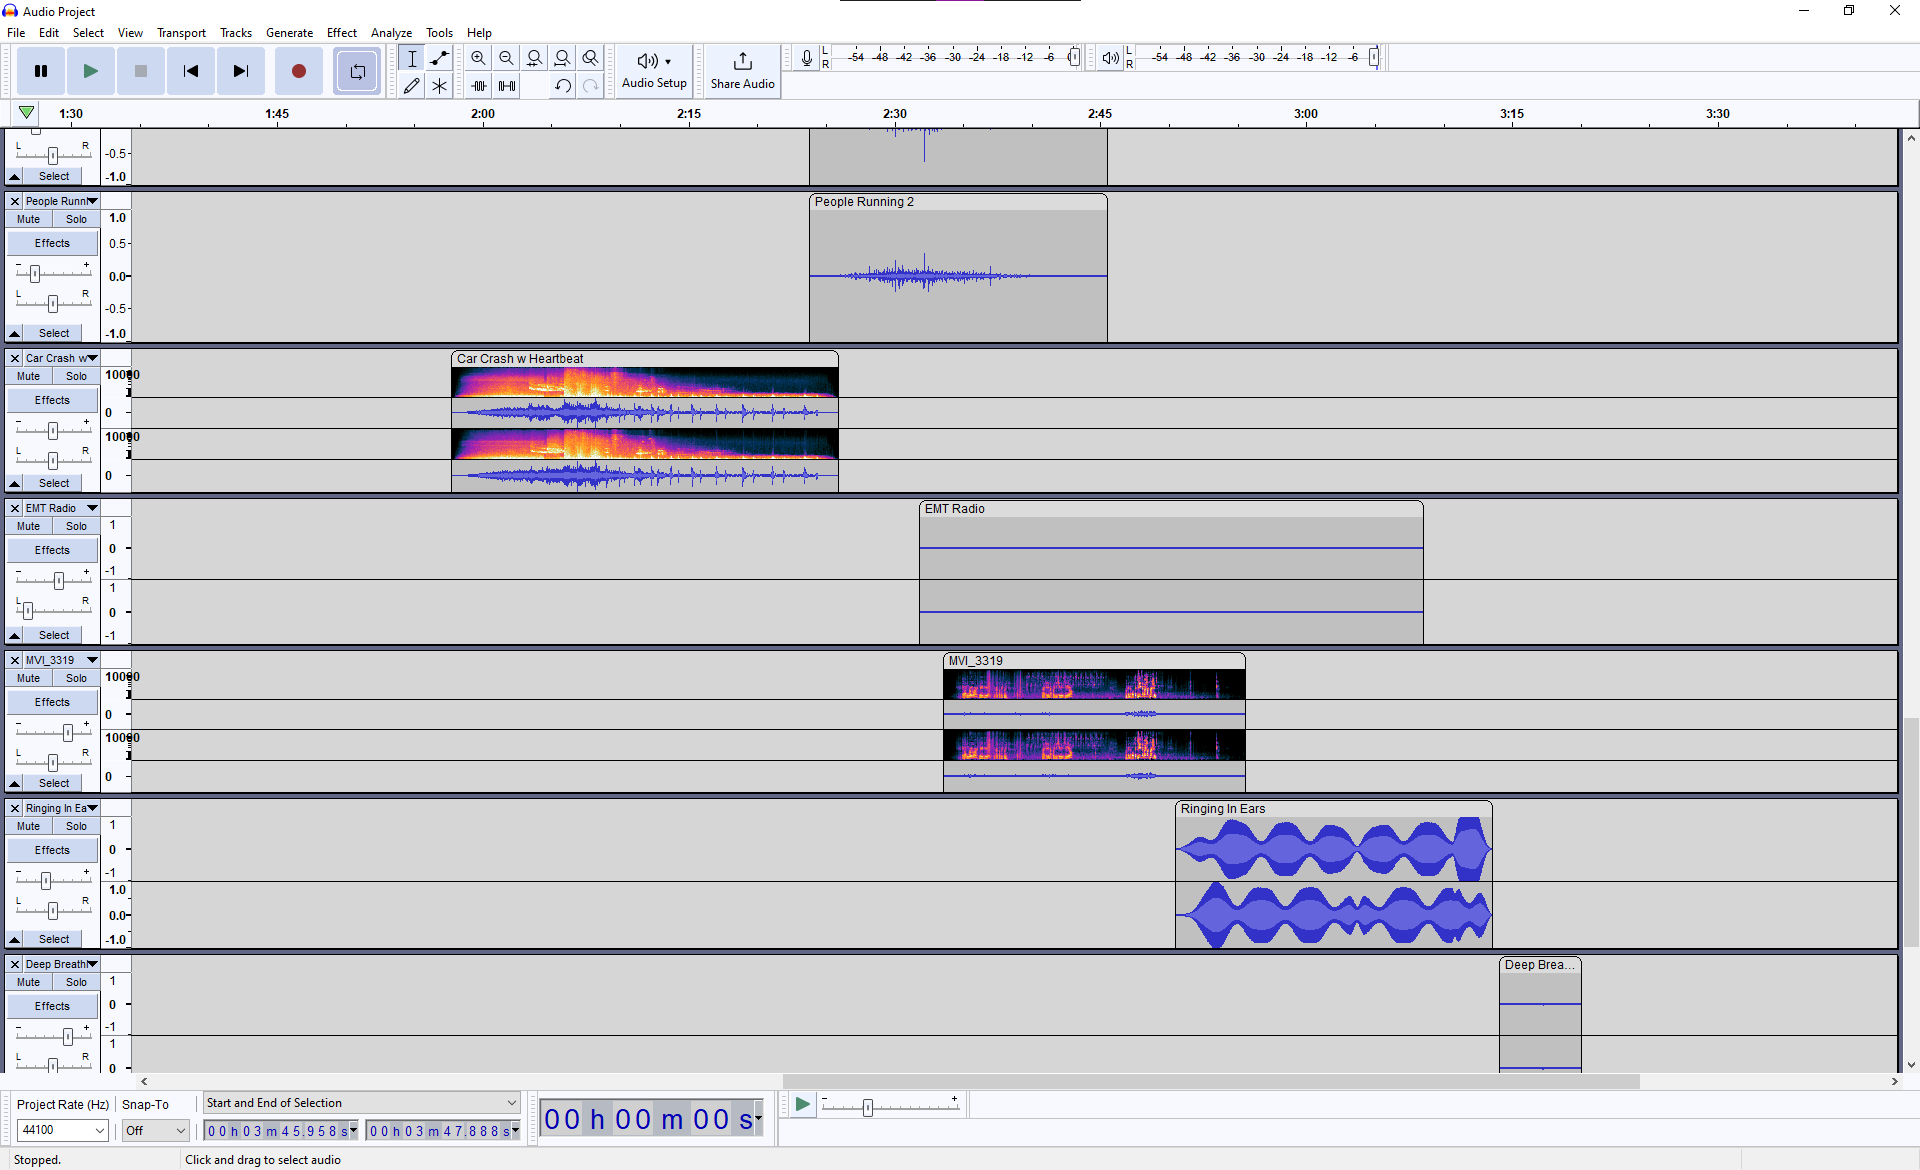 Audio Project
File Edit Select View Transport Tracks Generate Effect Analyze Tools Help
Audio Setup
Share Audio
L
R
-54 -48 -42 -36 -30 -24 -18 -12 -6
L
R
-54 -48 -42 -36 -30 -24 -18 -12 -6
1:30 1:45 2:00 2:15 2:30 2:45 3:00 3:15 3:30
L R
Select
-0.5
-1.0
People Runni
Mute Solo
Effects
- +
L R
Select
1.0
0.5
0.0
-0.5
-1.0
People Running 2
Car Crash w
Mute Solo
Effects
- +
L R
Select
10000
0
10000
0
Car Crash w Heartbeat
EMT Radio
Mute Solo
Effects
- +
L R
Select
1
0
-1
1
0
-1
EMT Radio
MVI_3319
Mute Solo
Effects
- +
L R
Select
10000
0
10000
0
MVI_3319
Ringing In Ea
Mute Solo
Effects
- +
L R
Select
1
0
-1
1.0
0.0
-1.0
Ringing In Ears
Deep Breathi
Mute Solo
Effects
- +
L R
1
0
-1
1
0
Deep Brea...
Project Rate (Hz)
44100
Snap-To
Off
Start and End of Selection
00 h 03 m 45.958 s
00 h 03 m 47.888 s
00 h 00 m 00 s
- +
Stopped.
Click and drag to select audio